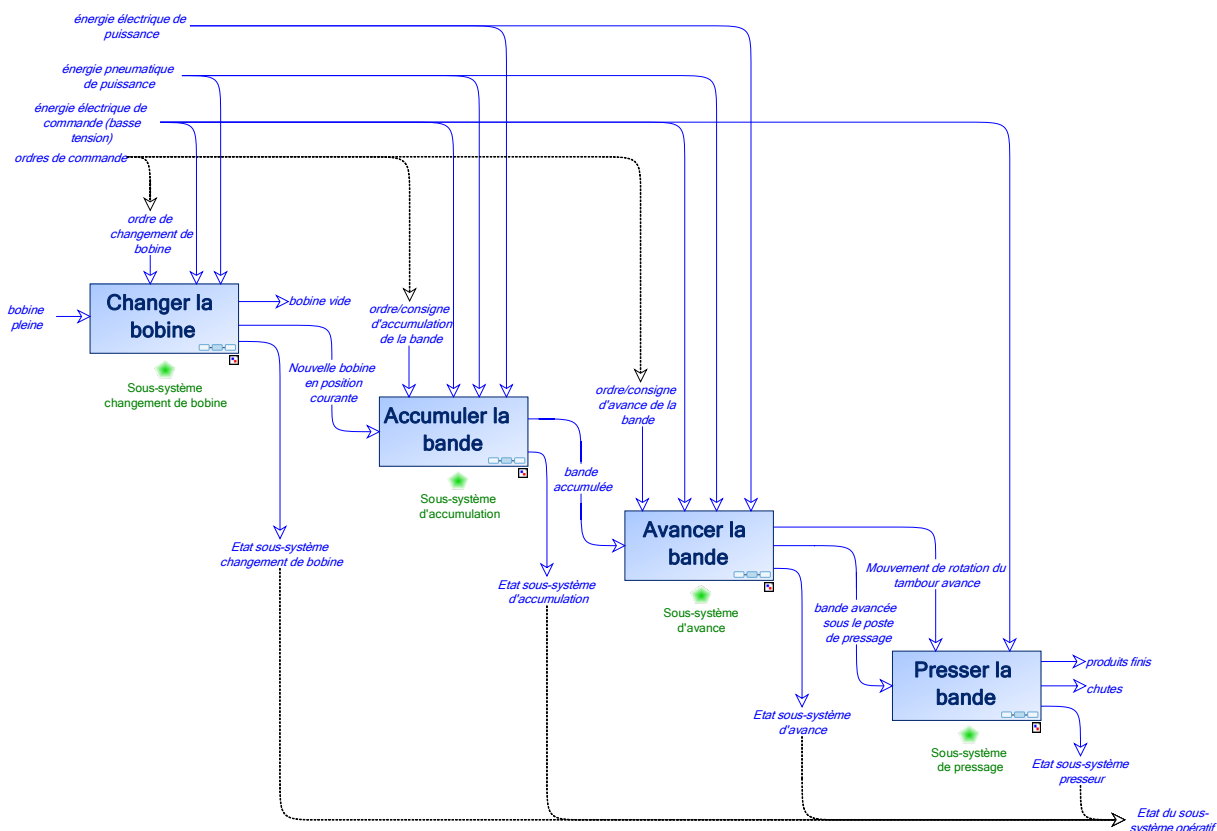 énergie électrique de
puissance
énergie pneumatique
de puissance
énergie électrique de
commande (basse
tension)
ordres de commande
ordre de
changement de
bobine
bobine
pleine
Changer la
bobine
bobine vide
Sous-système
changement de bobine
Nouvelle bobine
en position
courante
ordre/consigne
d'accumulation
de la bande
Accumuler la
bande
Sous-système
d'accumulation
bande
accumulée
ordre/consigne
d'avance de la
bande
Avancer la
bande
Sous-système
d'avance
Etat sous-système
changement de bobine
Etat sous-système
d'accumulation
Mouvement de rotation du
tambour avance
bande avancée
sous le poste
de pressage
Presser la
bande
produits finis
chutes
Sous-système
de pressage
Etat sous-système
d'avance
Etat sous-système
presseur
Etat du sous-
système opératif